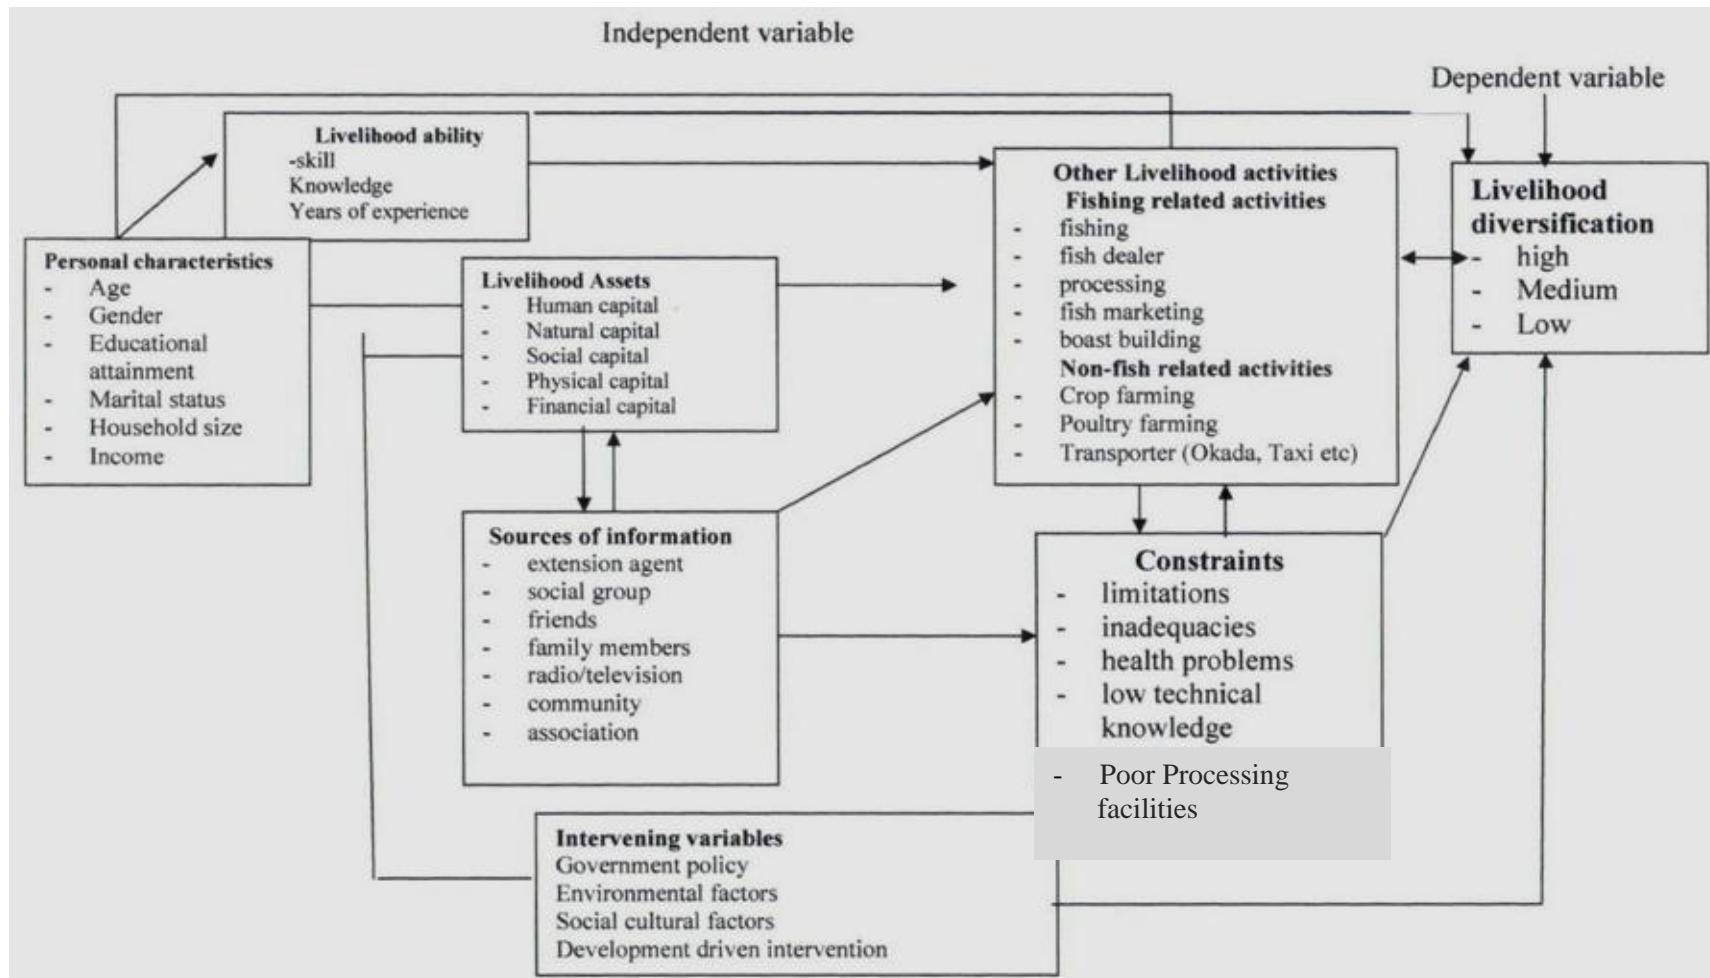 Independent variable
Dependent variable
Livelihood ability
-skill
Knowledge
Years of experience
Personal characteristics
- Age
- Gender
- Educational
attainment
- Marital status
- Household size
- Income
Livelihood Assets
- Human capital
- Natural capital
- Social capital
- Physical capital
- Financial capital
Sources of information
- extension agent
- social group
- friends
- family members
- radio/television
- community
- association
Other Livelihood activities
Fishing related activities
- fishing
- fish dealer
- processing
- fish marketing
- boast building
Non-fish related activities
- Crop farming
- Poultry farming
- Transporter (Okada, Taxi etc)
Livelihood
diversification
- high
- Medium
- Low
Constraints
- limitations
- inadequacies
- health problems
- low technical
knowledge
- Poor Processing
facilities
Intervening variables
Government policy
Environmental factors
Social cultural factors
Development driven intervention